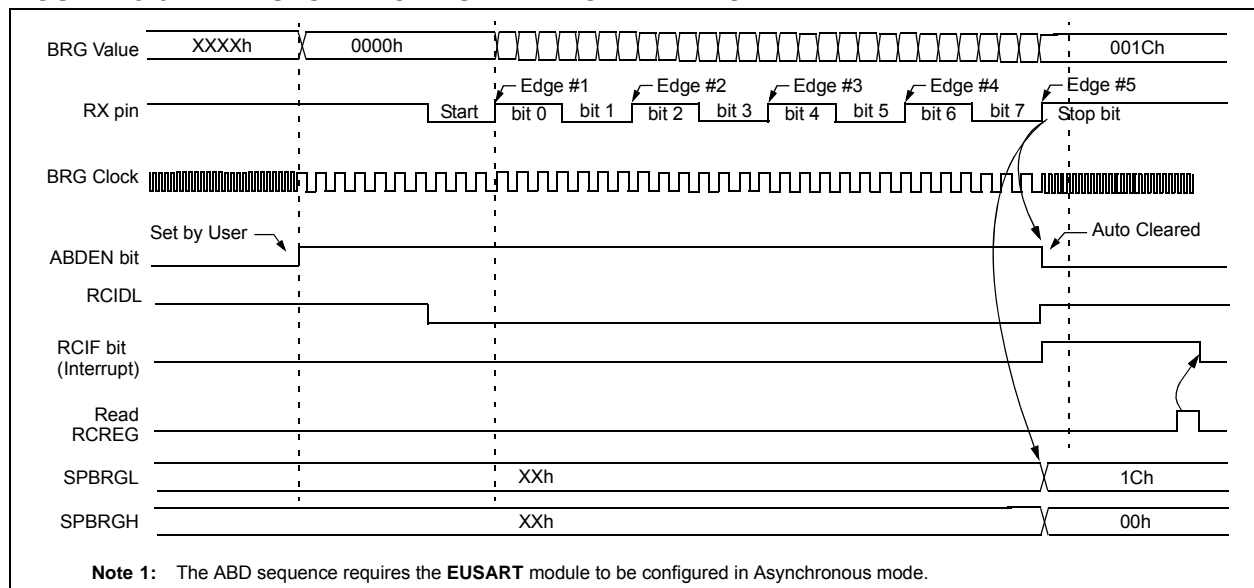 BRG Value XXXXh 0000h 001Ch
Edge #1 Edge #2 Edge #3 Edge #4 Edge #5
RX pin Start bit 0 bit 1 bit 2 bit 3 bit 4 bit 5 bit 6 bit 7 Stop bit
BRG Clock
Set by User Auto Cleared
ABDEN bit
RCIDL
RCIF bit
(Interrupt)
Read
RCREG
SPBRGL XXh 1Ch
SPBRGH XXh 00h
Note 1: The ABD sequence requires the EUSART module to be configured in Asynchronous mode.